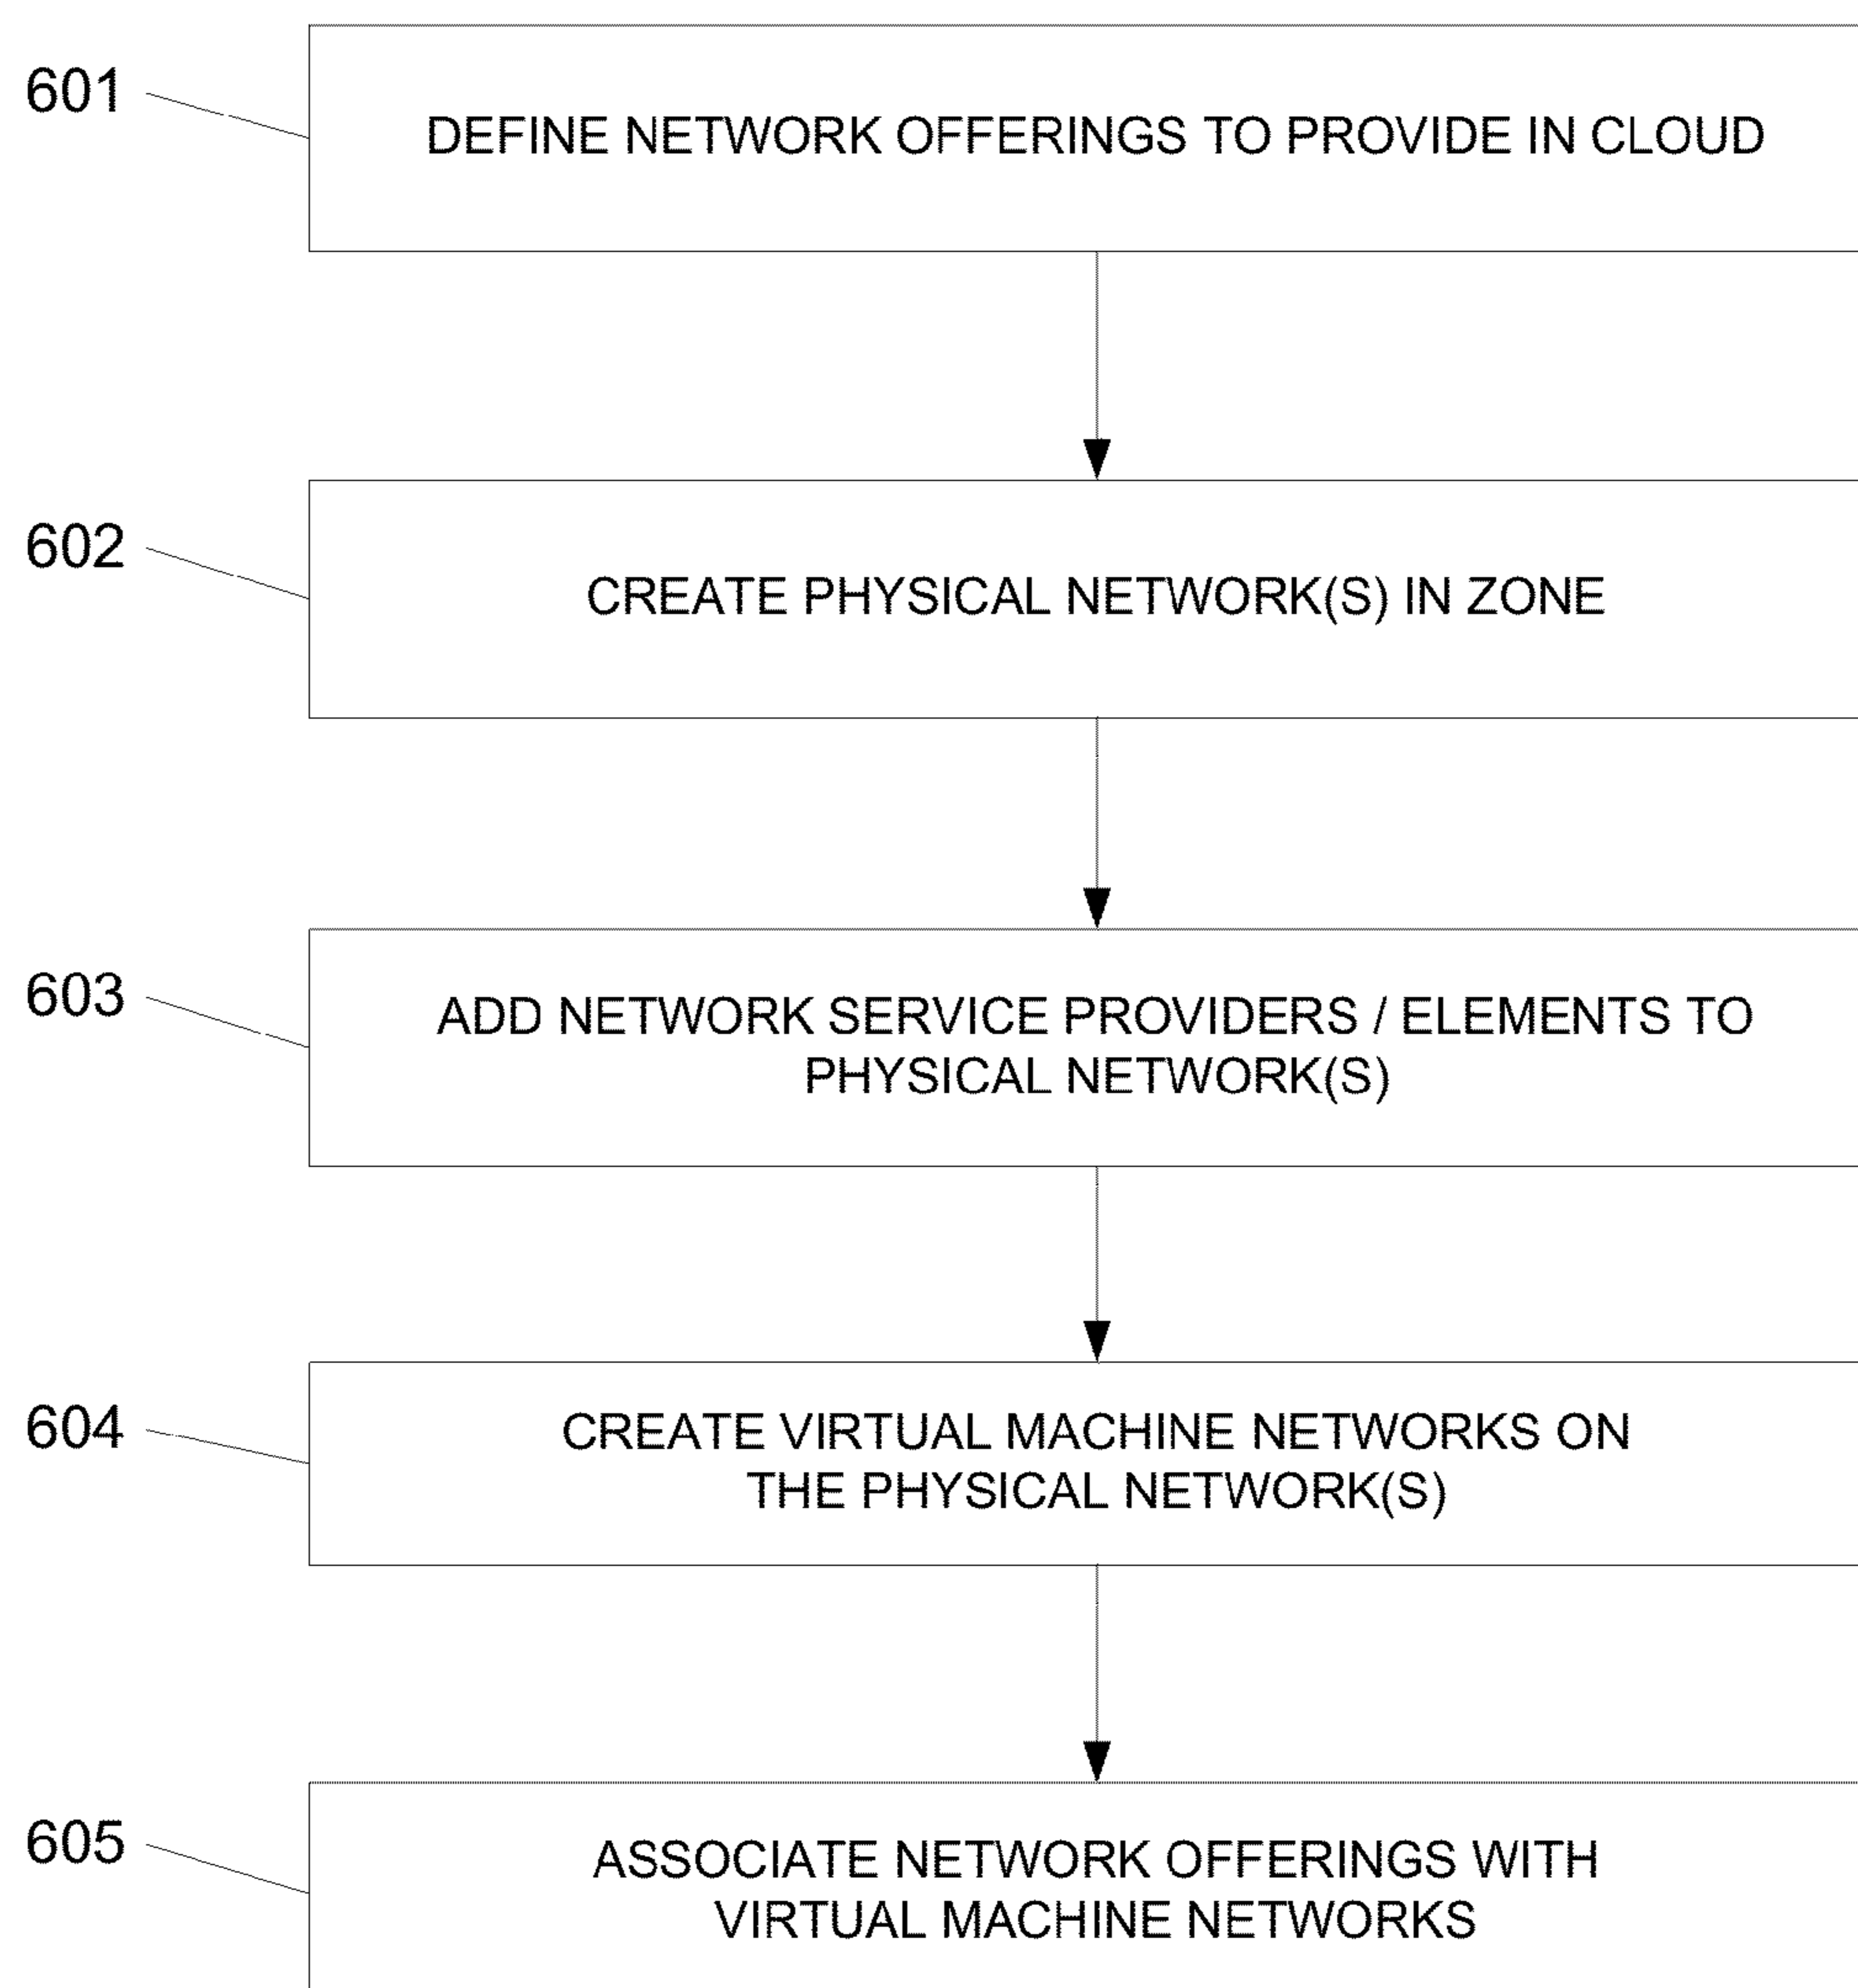 601
DEFINE NETWORK OFFERINGS TO PROVIDE IN CLOUD
602
CREATE PHYSICAL NETWORK(S) IN ZONE
603
ADD NETWORK SERVICE PROVIDERS / ELEMENTS TO
PHYSICAL NETWORK(S)
604
CREATE VIRTUAL MACHINE NETWORKS ON
THE PHYSICAL NETWORK(S)
605
ASSOCIATE NETWORK OFFERINGS WITH
VIRTUAL MACHINE NETWORKS